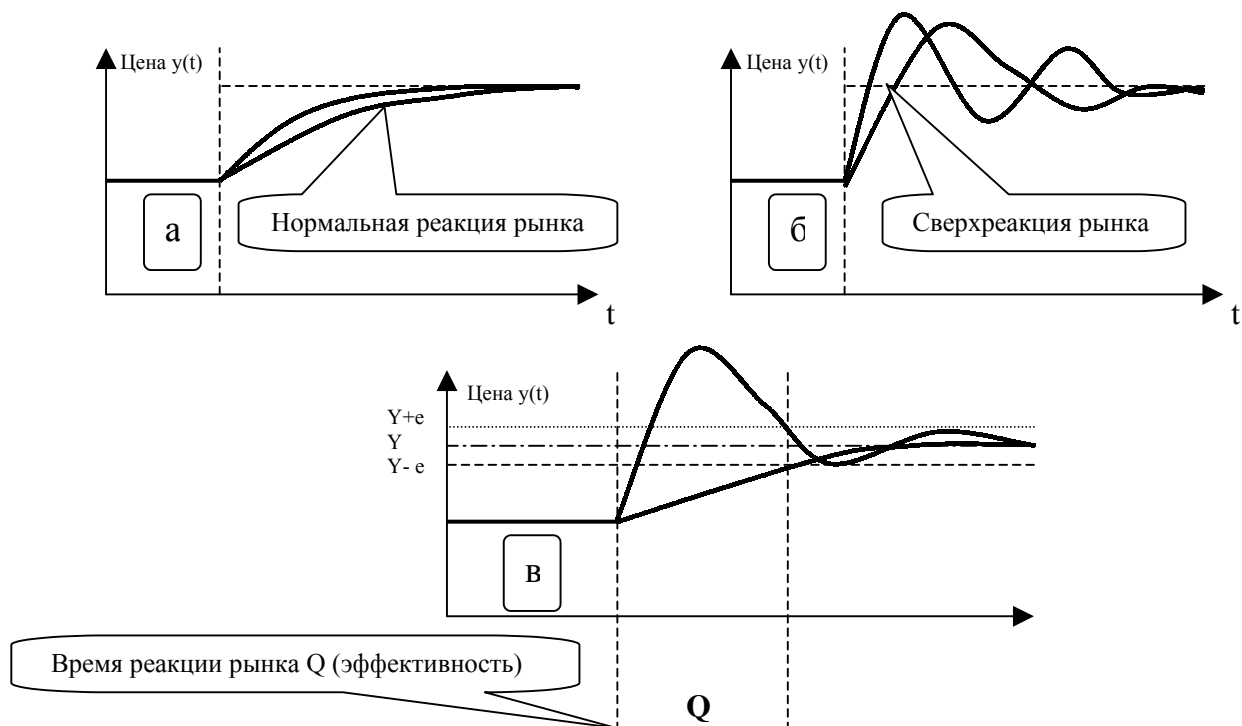 Цена y(t)
а
Нормальная реакция рынка
t
Цена y(t)
б
Сверхреакция рынка
t
Цена y(t)
Y+e
Y
Y- e
в
Время реакции рынка Q (эффективность)
Q